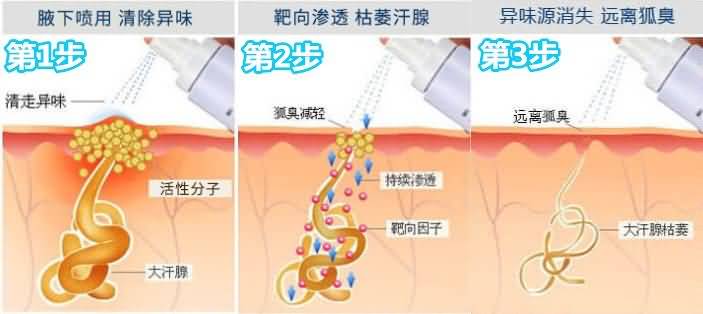 腋下喷用 清除异味
第1步
清走异味
活性分子
大汗腺
靶向渗透 枯萎汗腺
第2步
狐臭减轻
持续渗透
靶向因子
异味源消失 远离狐臭
第3步
远离狐臭
大汗腺枯萎